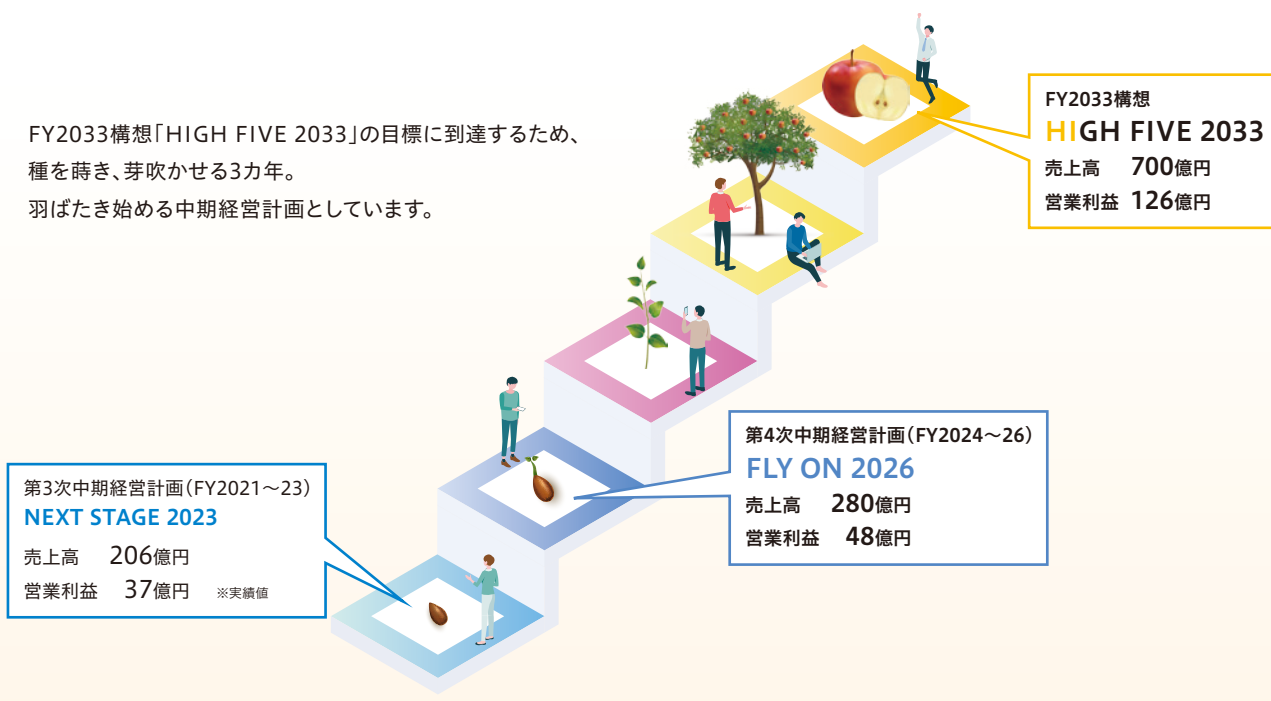 FY2033構想「HIGH FIVE 2033」の目標に到達するため、
種を蒔き、芽吹かせる3カ年。
羽ばたき始める中期経営計画としています。
FY2033構想
HIGH FIVE 2033
売上高 700億円
営業利益 126億円
第4次中期経営計画(FY2024〜26)
FLY ON 2026
売上高 280億円
営業利益 48億円
第3次中期経営計画(FY2021〜23)
NEXT STAGE 2023
売上高 206億円
営業利益 37億円 ※実績値